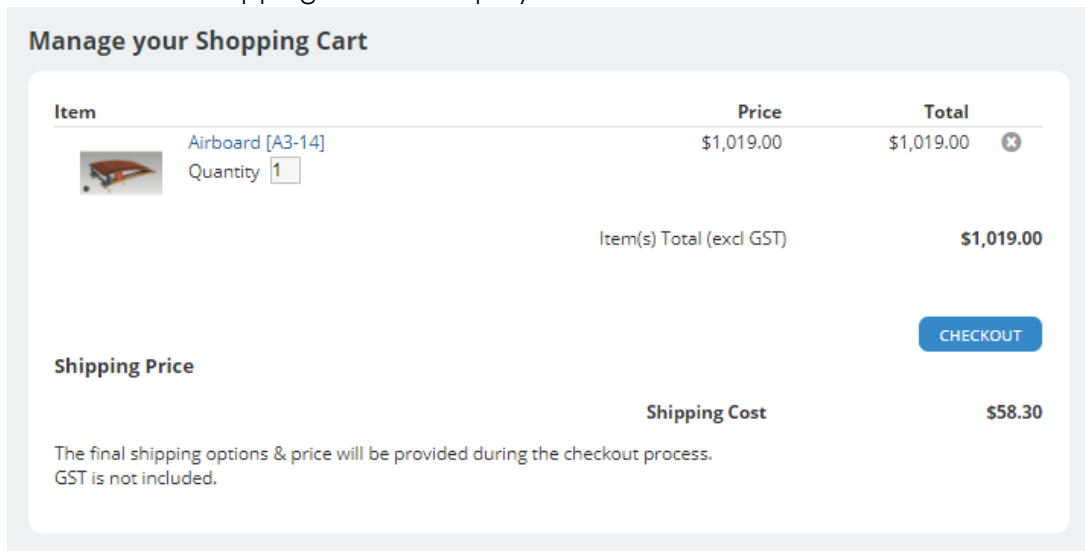 Manage your Shopping Cart
Item Price Total
Airboard [A3-14] $1,019.00 $1,019.00
Quantity 1
Item(s) Total (excl GST) $1,019.00
CHECKOUT
Shipping Price
Shipping Cost $58.30
The final shipping options & price will be provided during the checkout process.
GST is not included.